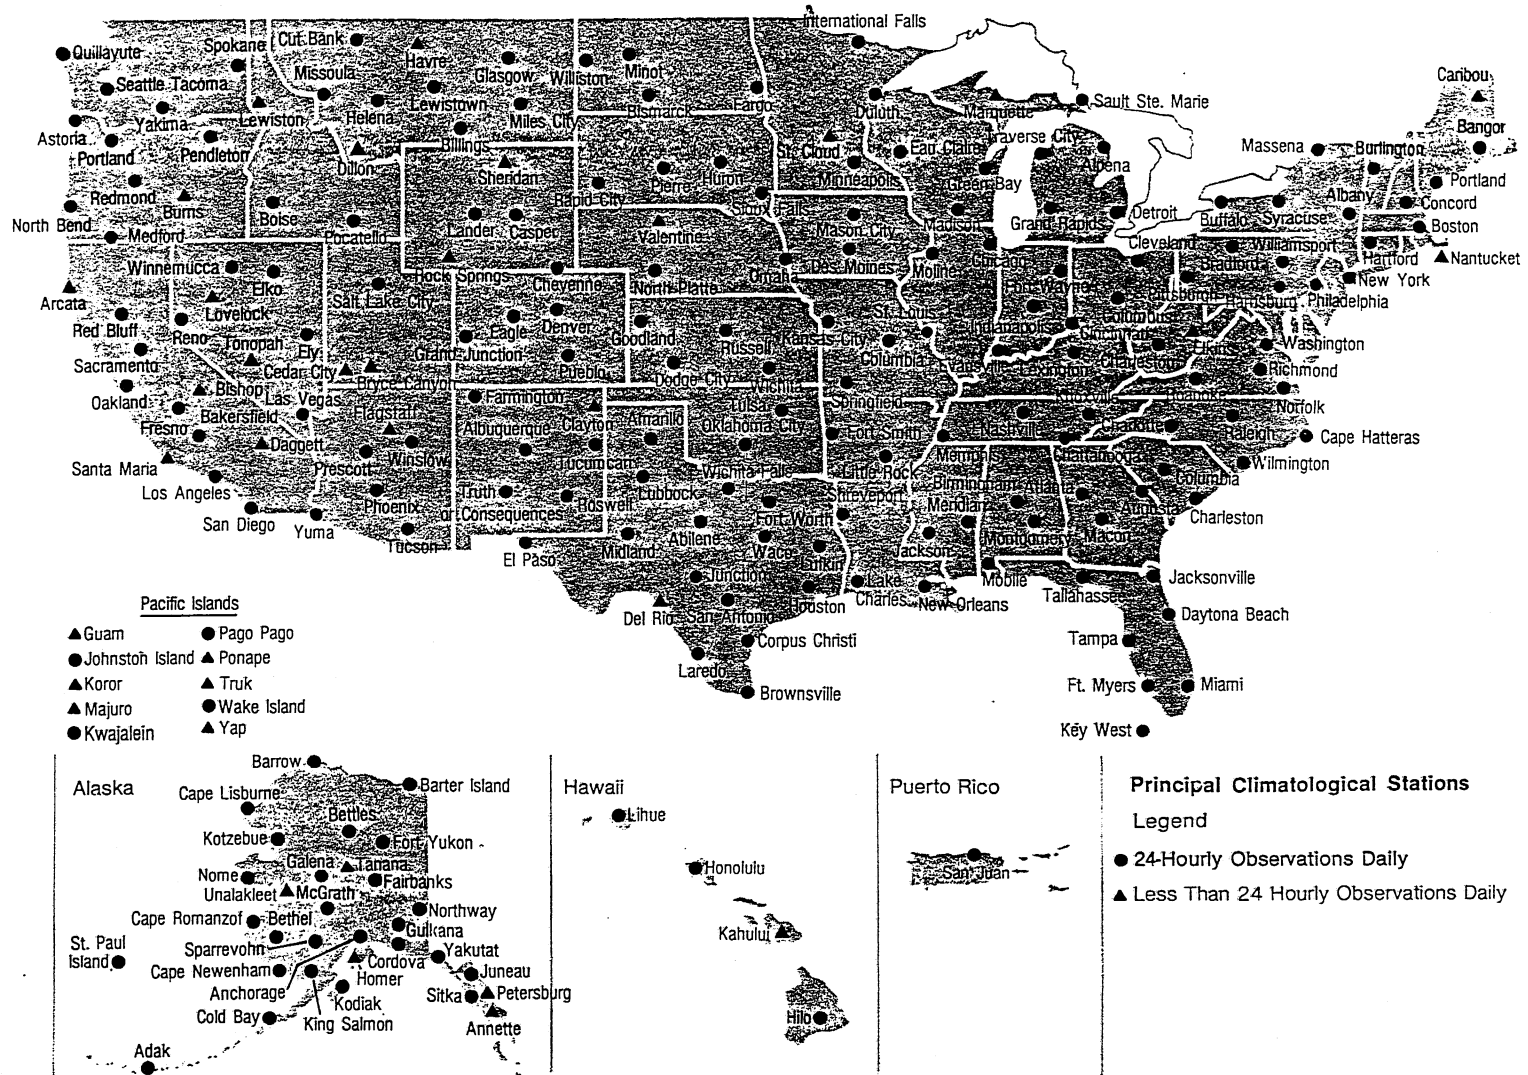 International Falls
Quillayute
Spokane
Cut Bank
Havre
Glasgow
Williston
Minot
Caribou
Seattle Tacoma
Missoula
Lewistown
Miles City
Bismarck
Fargo
Duluth
Marquette
Sault Ste. Marie
Yakima
Lewiston
Helena
Astoria
Portland
Pendleton
Billings
St. Cloud
Eau Claire
Traverse City
Alpena
Massena
Burlington
Bangor
Dillon
Sheridan
Pierre
Huron
Minneapolis
Green Bay
Portland
Redmond
Burns
Boise
Pocatello
Lander
Casper
Rapid City
Sioux Falls
Mason City
Madison
Grand Rapids
Detroit
Buffalo
Syracuse
Albany
Concord
North Bend
Medford
Valentine
Boston
Winnemucca
Elko
Rock Springs
Cheyenne
North Platte
Omaha
Des Moines
Moline
Chicago
Cleveland
Bradford
Williamsport
Hartford
Nantucket
Arcata
Lovelock
Salt Lake City
Fort Wayne
Pittsburgh
Harrisburg
Philadelphia
New York
Red Bluff
Reno
Tonopah
Ely
Eagle
Denver
Goodland
Russell
Kansas City
Columbia
St. Louis
Indianapolis
Columbus
Cincinnati
Elkins
Washington
Sacramento
Cedar City
Bryce Canyon
Grand Junction
Pueblo
Dodge City
Wichita
Evansville
Lexington
Charleston
Richmond
Oakland
Bishop
Las Vegas
Farmington
Springfield
Knoxville
Roanoke
Norfolk
Fresno
Bakersfield
Flagstaff
Albuquerque
Clayton
Amarillo
Tulsa
Oklahoma City
Fort Smith
Nashville
Charlotte
Raleigh
Cape Hatteras
Daggett
Santa Maria
Prescott
Winslow
Tucumcari
Wichita Falls
Little Rock
Memphis
Chattanooga
Wilmington
Los Angeles
Phoenix
Truth
or Consequences
Roswell
Lubbock
Shreveport
Birmingham
Atlanta
Columbia
San Diego
Yuma
Tucson
El Paso
Midland
Abilene
Fort Worth
Waco
Meridian
Jackson
Montgomery
Macon
Augusta
Charleston
Lufkin
Junction
Houston
Lake
Charles
New Orleans
Mobile
Tallahassee
Jacksonville
Del Rio
San Antonio
Daytona Beach
Corpus Christi
Tampa
Laredo
Brownsville
Ft. Myers
Miami
Key West
Pacific Islands
Guam
Pago Pago
Johnston Island
Ponape
Koror
Truk
Majuro
Wake Island
Kwajalein
Yap
Alaska
Barrow
Barter Island
Cape Lisburne
Bettles
Kotzebue
Fort Yukon
Galena
Tanana
Nome
Fairbanks
Unalakleet
McGrath
Cape Romanzof
Bethel
Northway
Gulkana
St. Paul
Island
Sparrevohn
Yakutat
Cape Newenham
Cordova
Juneau
Anchorage
Homer
Kodiak
Sitka
Petersburg
Cold Bay
King Salmon
Annette
Adak
Hawaii
Lihue
Honolulu
Kahului
Hilo
Puerto Rico
San Juan
Principal Climatological Stations
Legend
24-Hourly Observations Daily
Less Than 24 Hourly Observations Daily